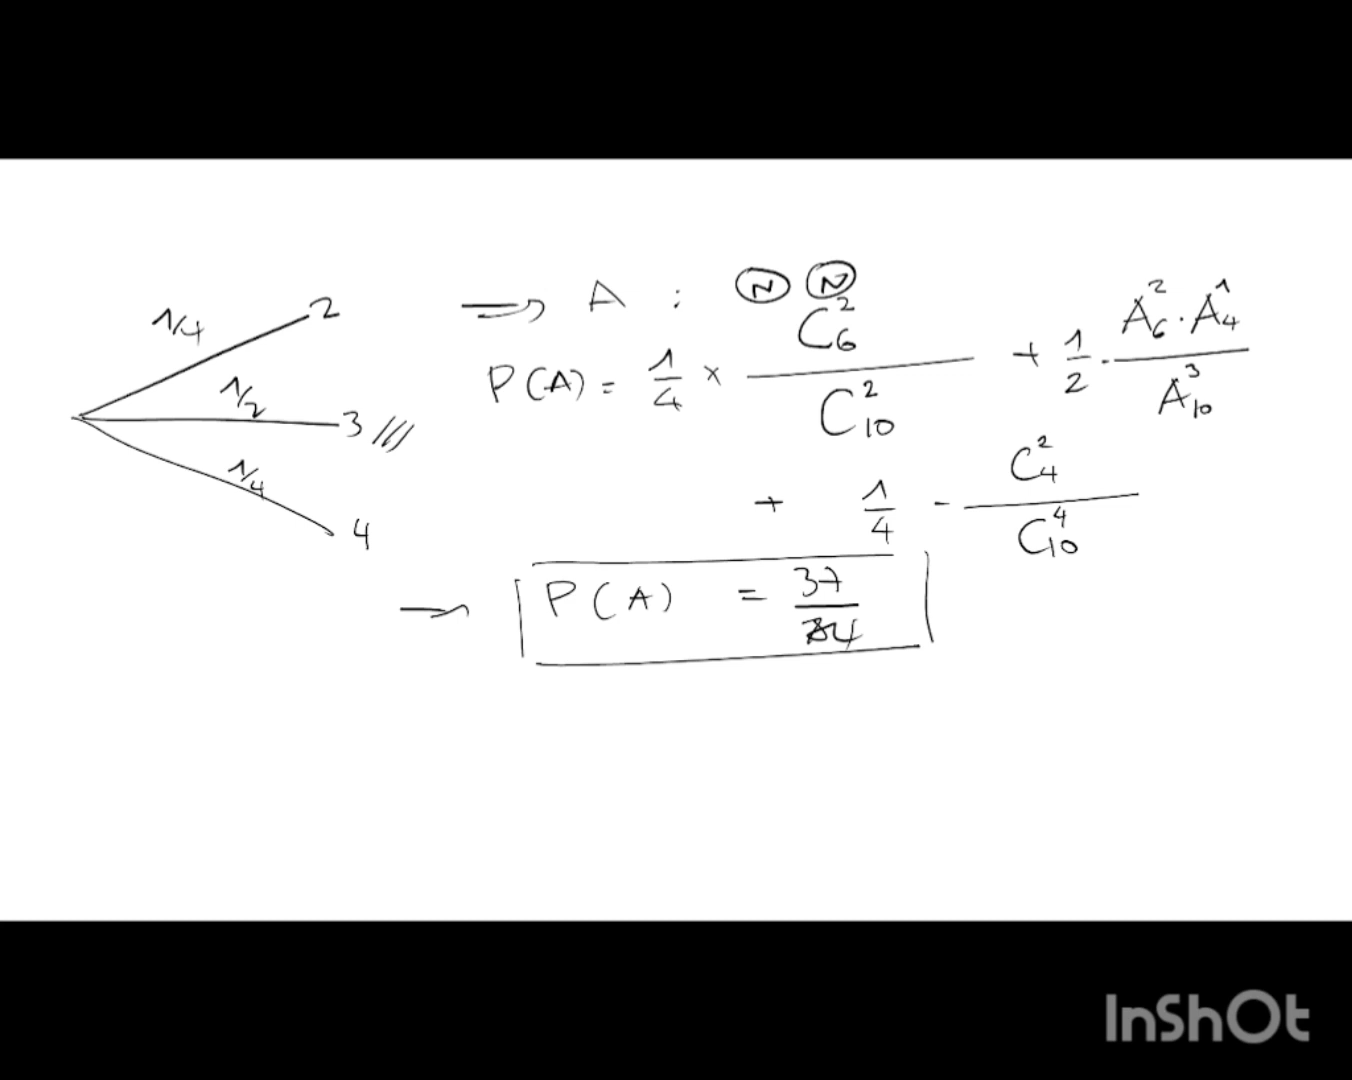 1/4 2
1/2 3
1/4 4
→ A : N N
P(A) = 1/4 × C_6^2 / C_10^2 + 1/2 · A_6^2 · A_4^1 / A_10^3
+ 1/4 - C_4^2 / C_10^4
→ P(A) = 37/84
InShOt